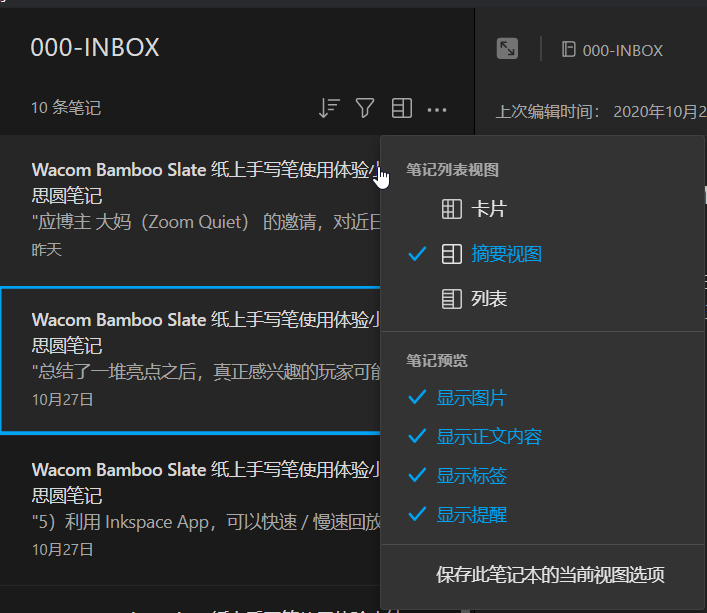 000-INBOX
10 条笔记
000-INBOX
上次编辑时间： 2020年10月2
Wacom Bamboo Slate 纸上手写笔使用体验小
思圆笔记
"应博主 大妈（Zoom Quiet） 的邀请，对近日
昨天
Wacom Bamboo Slate 纸上手写笔使用体验小
思圆笔记
"总结了一堆亮点之后，真正感兴趣的玩家可能
10月27日
Wacom Bamboo Slate 纸上手写笔使用体验小
思圆笔记
"5）利用 Inkspace App，可以快速 / 慢速回放
10月27日
笔记列表视图
卡片
摘要视图
列表
笔记预览
显示图片
显示正文内容
显示标签
显示提醒
保存此笔记本的当前视图选项